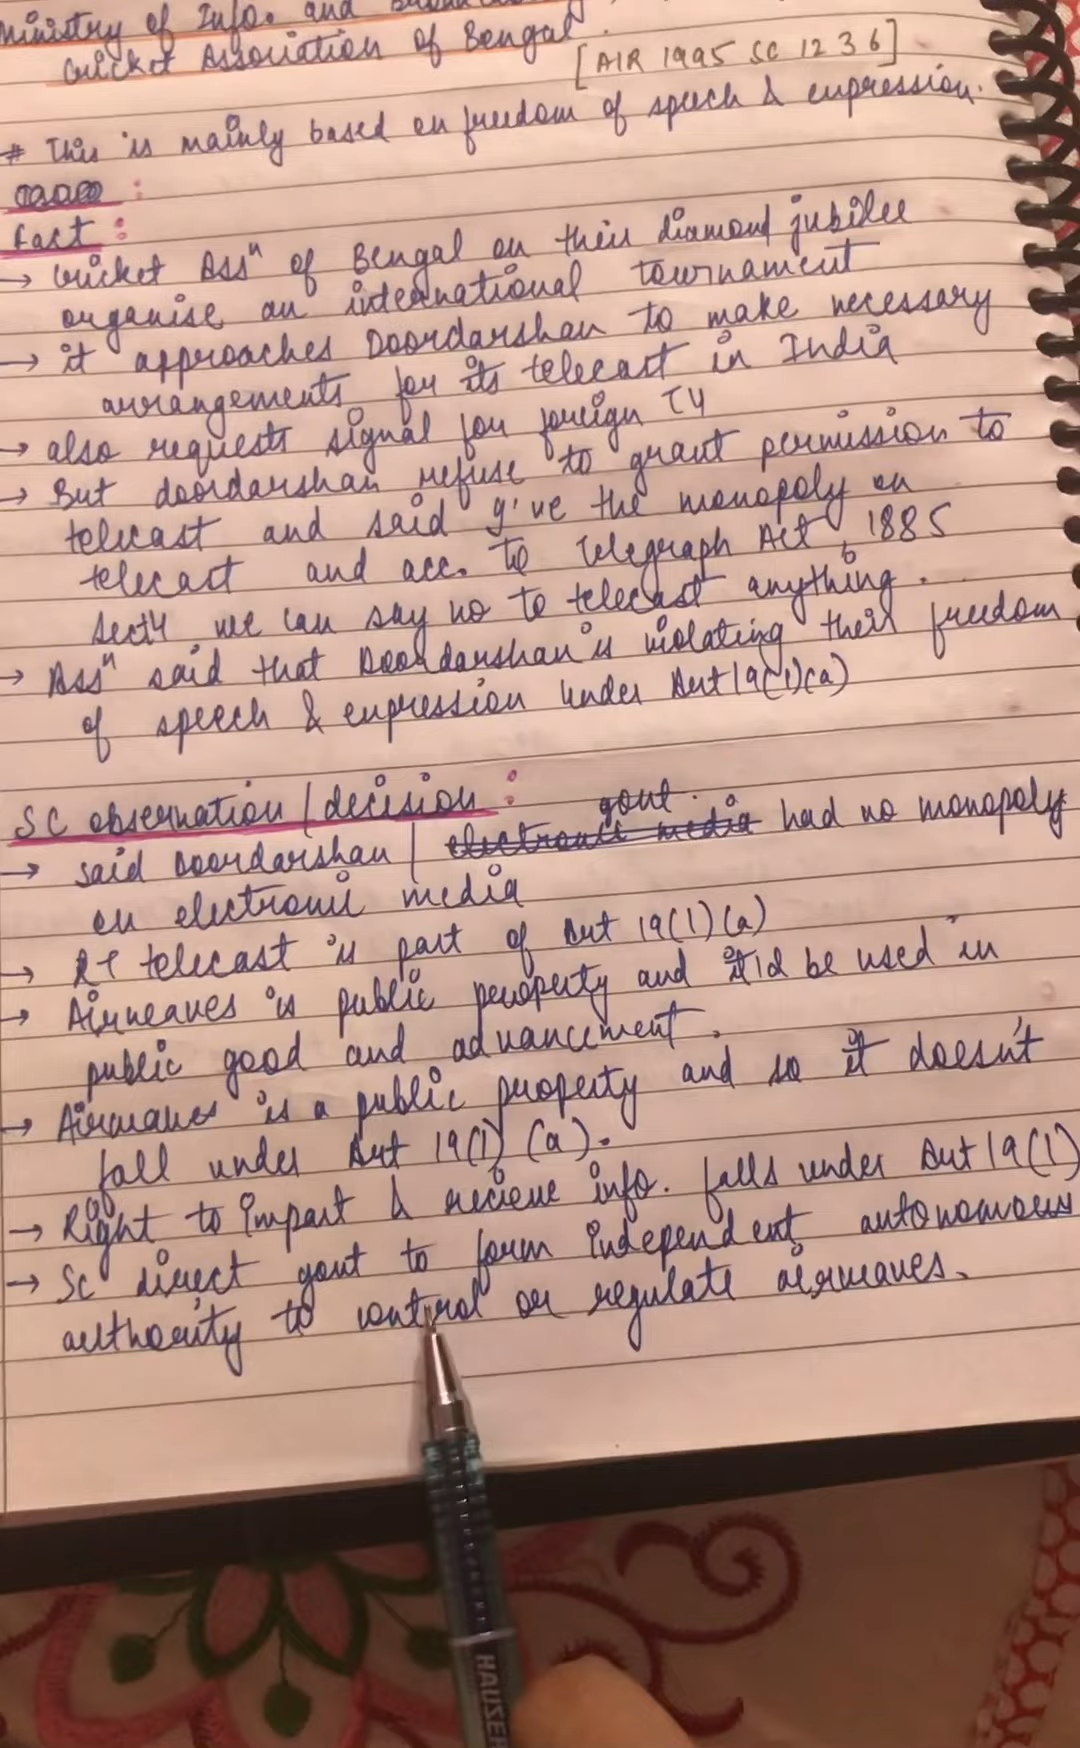 Ministry of Info. and
Cricket Association of Bengal.
[AIR 1995 SC 1236]
# This is mainly based on freedom of speech & expression.
Fact :
→ Cricket Assⁿ of Bengal on their diamond jubilee
organise an international tournament
→ it approaches Doordarshan to make necessary
arrangements for its telecast in India
→ also requests signal for foreign TV
→ But doordarshan refuse to grant permission to
telecast and said g've the monopoly on
telecast and acc. to Telegraph Act, 1885
Sect 4 we can say no to telecast anything.
→ Assⁿ said that Doordarshan is violating their freedom
of speech & expression under Art 19(1)(a)
SC observation / decision :
→ said Doordarshan / govt. had no monopoly
on electronic media
→ Rt telecast is part of Art 19(1)(a)
→ Airwaves is public property and be used in
public good and advancement.
→ Airwaves is a public property and so it doesn't
fall under Art 19(1)(a).
→ Right to impart & recieve info. falls under Art 19(1)
→ SC direct govt to form independent autonomous
authority to control or regulate airwaves.
HAUSER